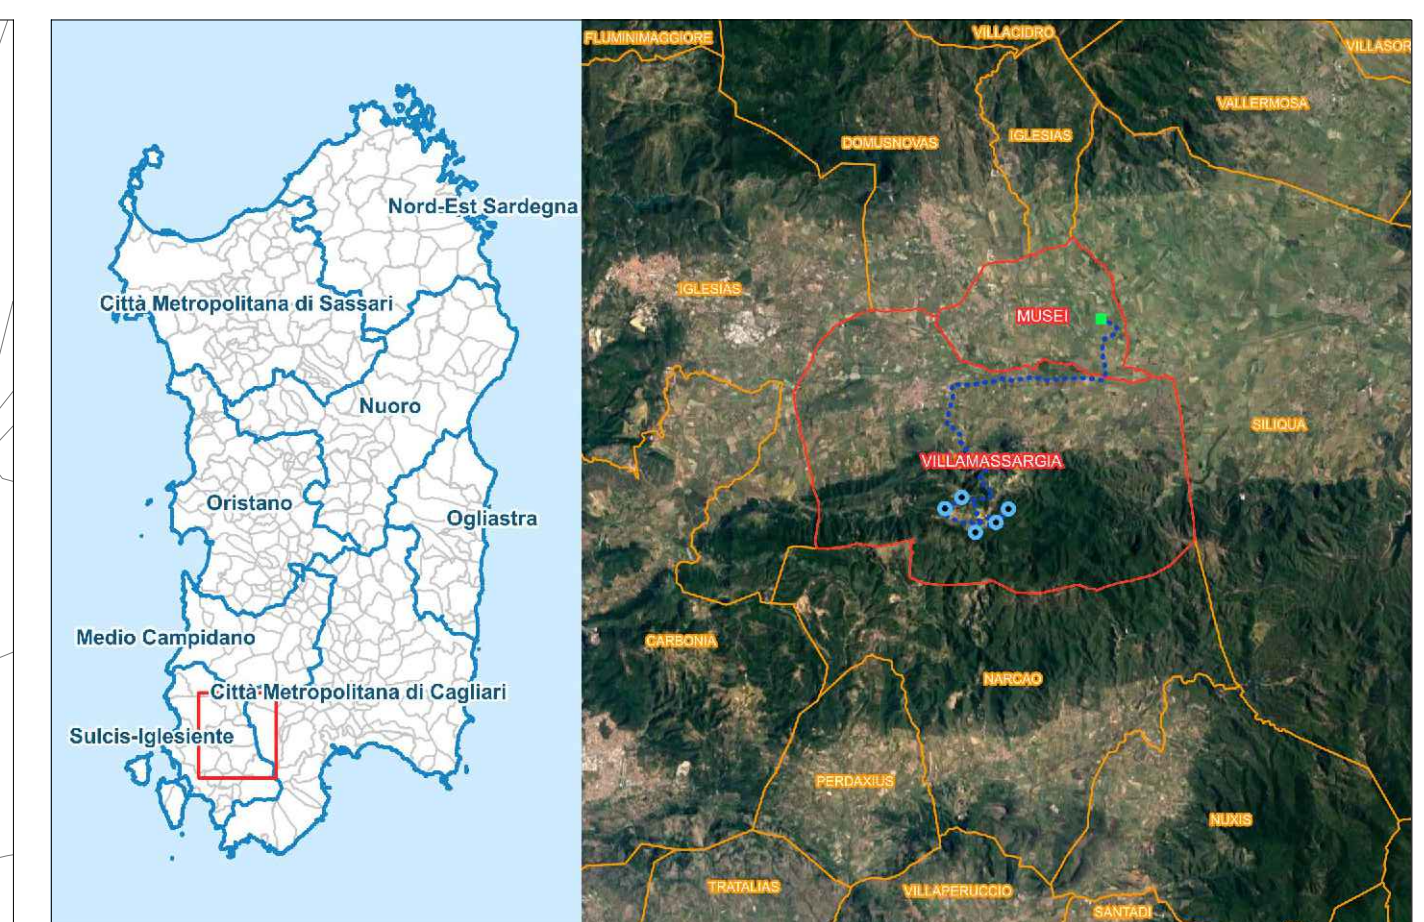 Nord-Est Sardegna
Città Metropolitana di Sassari
Nuoro
Oristano
Ogliastra
Medio Campidano
Città Metropolitana di Cagliari
Sulcis-Iglesiente
FLUMINIMAGGIORE
VILLACIDRO
VILLASOR
VALLERMOSA
DOMUSNOVAS
IGLESIAS
IGLESIAS
MUSEI
SILIQUA
VILLAMASSARGIA
CARBONIA
NARCAO
PERDAXIUS
NUXIS
TRATALIAS
VILLAPERUCCIO
SANTADI